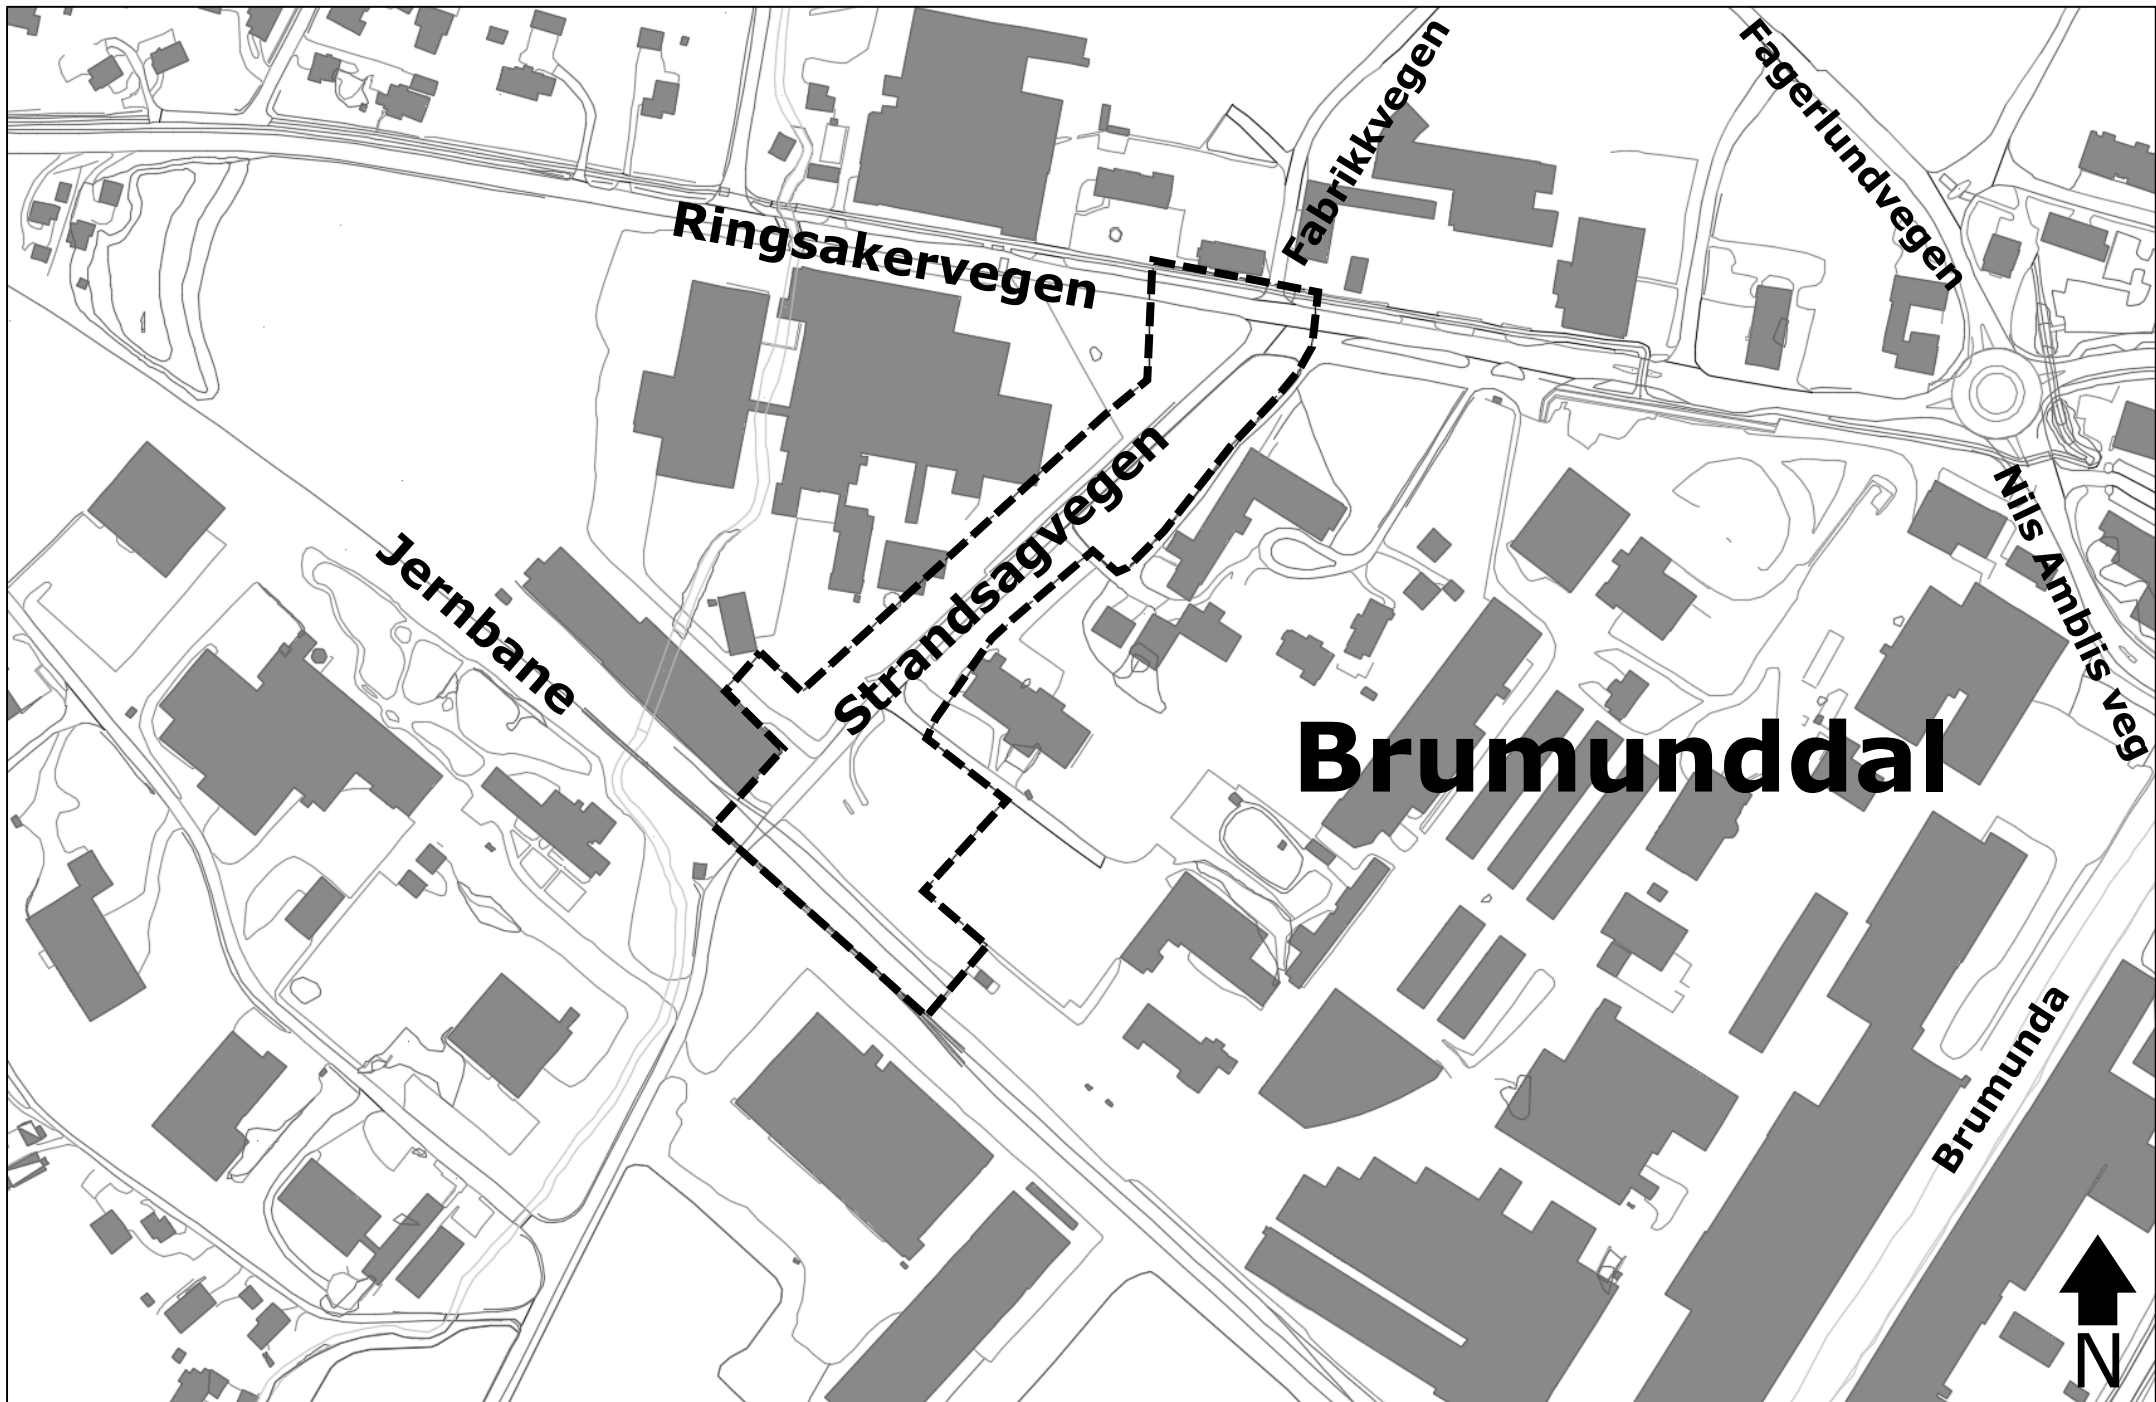 Fabrikkvegen
Fagerlundvegen
Ringsakervegen
Strandsagvegen
Jernbane
Nils Amblis veg
Brumunddal
Brumunda
N